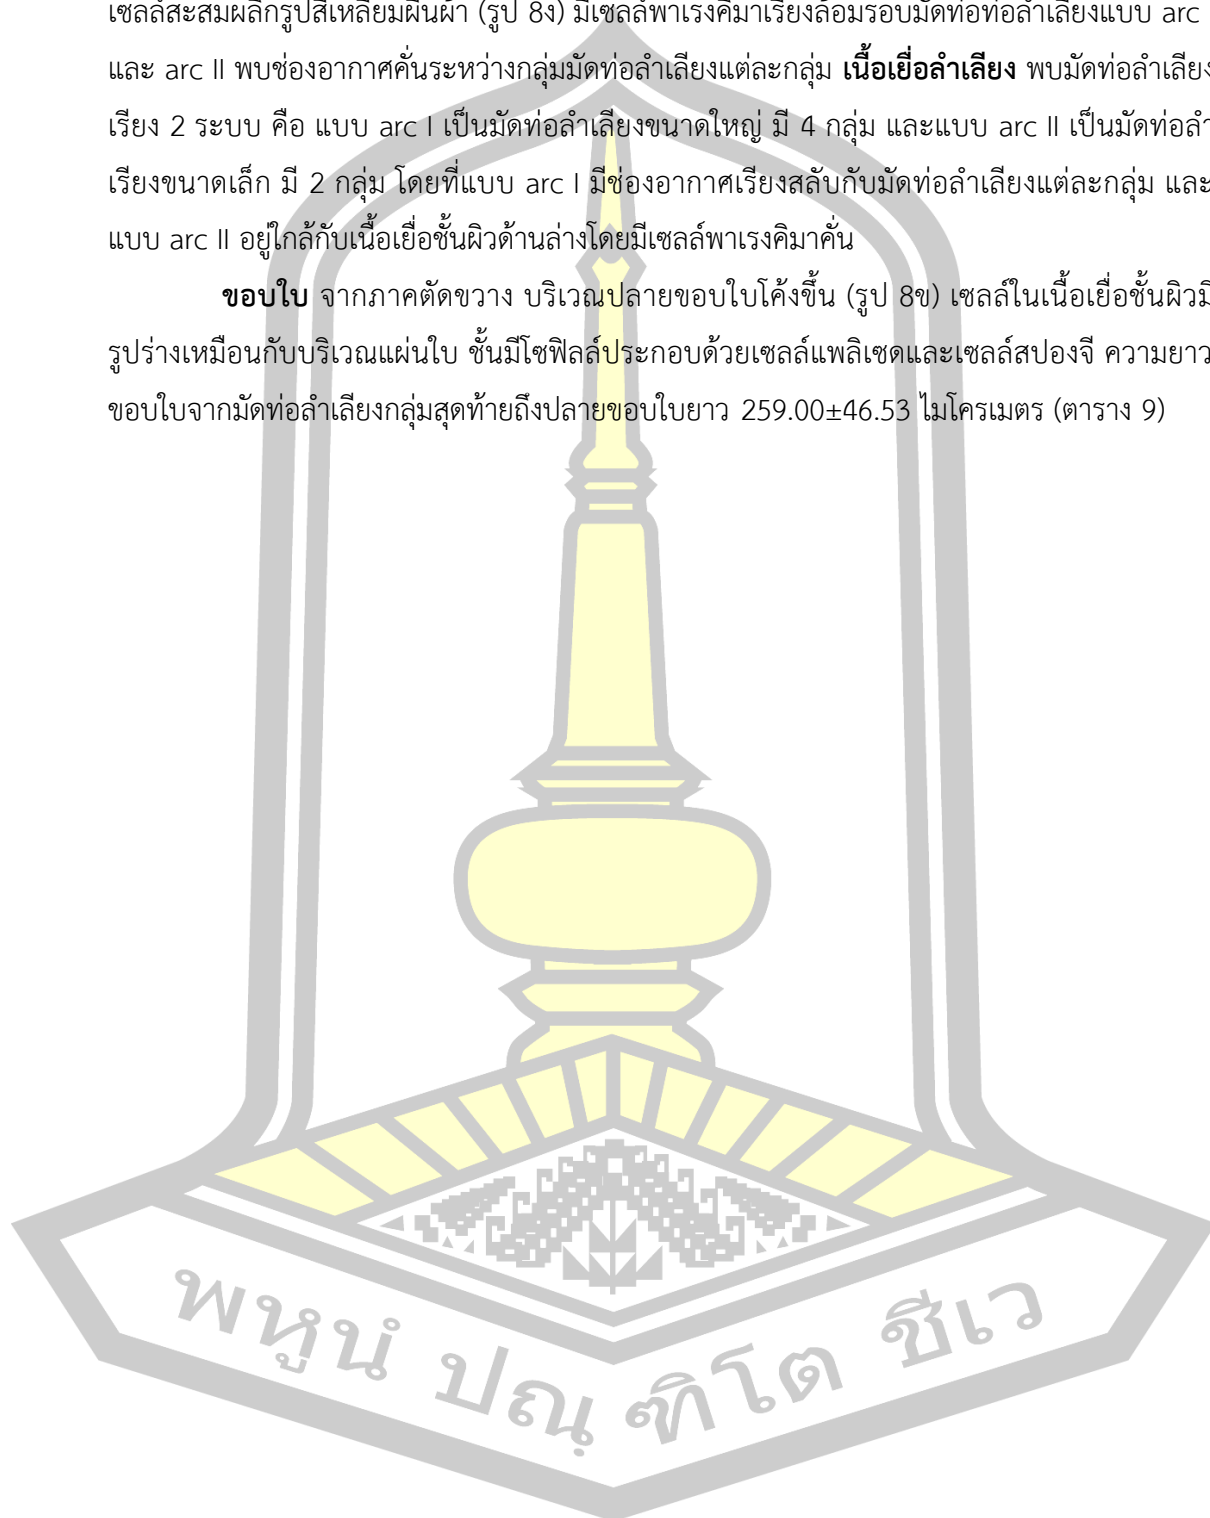 เซลล์สะสมผลึกรูปสี่เหลี่ยมผืนผ้า (รูป 8ง) มีเซลล์พาเรงคิมาเรียงล้อมรอบมัดท่อท่อลำเลียงแบบ arc
และ arc II พบช่องอากาศคั่นระหว่างกลุ่มมัดท่อลำเลียงแต่ละกลุ่ม เนื้อเยื่อลำเลียง พบมัดท่อลำเลียง
เรียง 2 ระบบ คือ แบบ arc I เป็นมัดท่อลำเลียงขนาดใหญ่ มี 4 กลุ่ม และแบบ arc II เป็นมัดท่อลำ
เรียงขนาดเล็ก มี 2 กลุ่ม โดยที่แบบ arc I มีช่องอากาศเรียงสลับกับมัดท่อลำเลียงแต่ละกลุ่ม และ
แบบ arc II อยู่ใกล้กับเนื้อเยื่อชั้นผิวด้านล่างโดยมีเซลล์พาเรงคิมาคั่น
ขอบใบ จากภาคตัดขวาง บริเวณปลายขอบใบโค้งขึ้น (รูป 8ข) เซลล์ในเนื้อเยื่อชั้นผิวมี
รูปร่างเหมือนกับบริเวณแผ่นใบ ชั้นมีโซฟิลล์ประกอบด้วยเซลล์แพลิเซดและเซลล์สปองจี ความยาว
ขอบใบจากมัดท่อลำเลียงกลุ่มสุดท้ายถึงปลายขอบใบยาว 259.00±46.53 ไมโครเมตร (ตาราง 9)
พหูนํ ปณฺฑิโต ชีเว